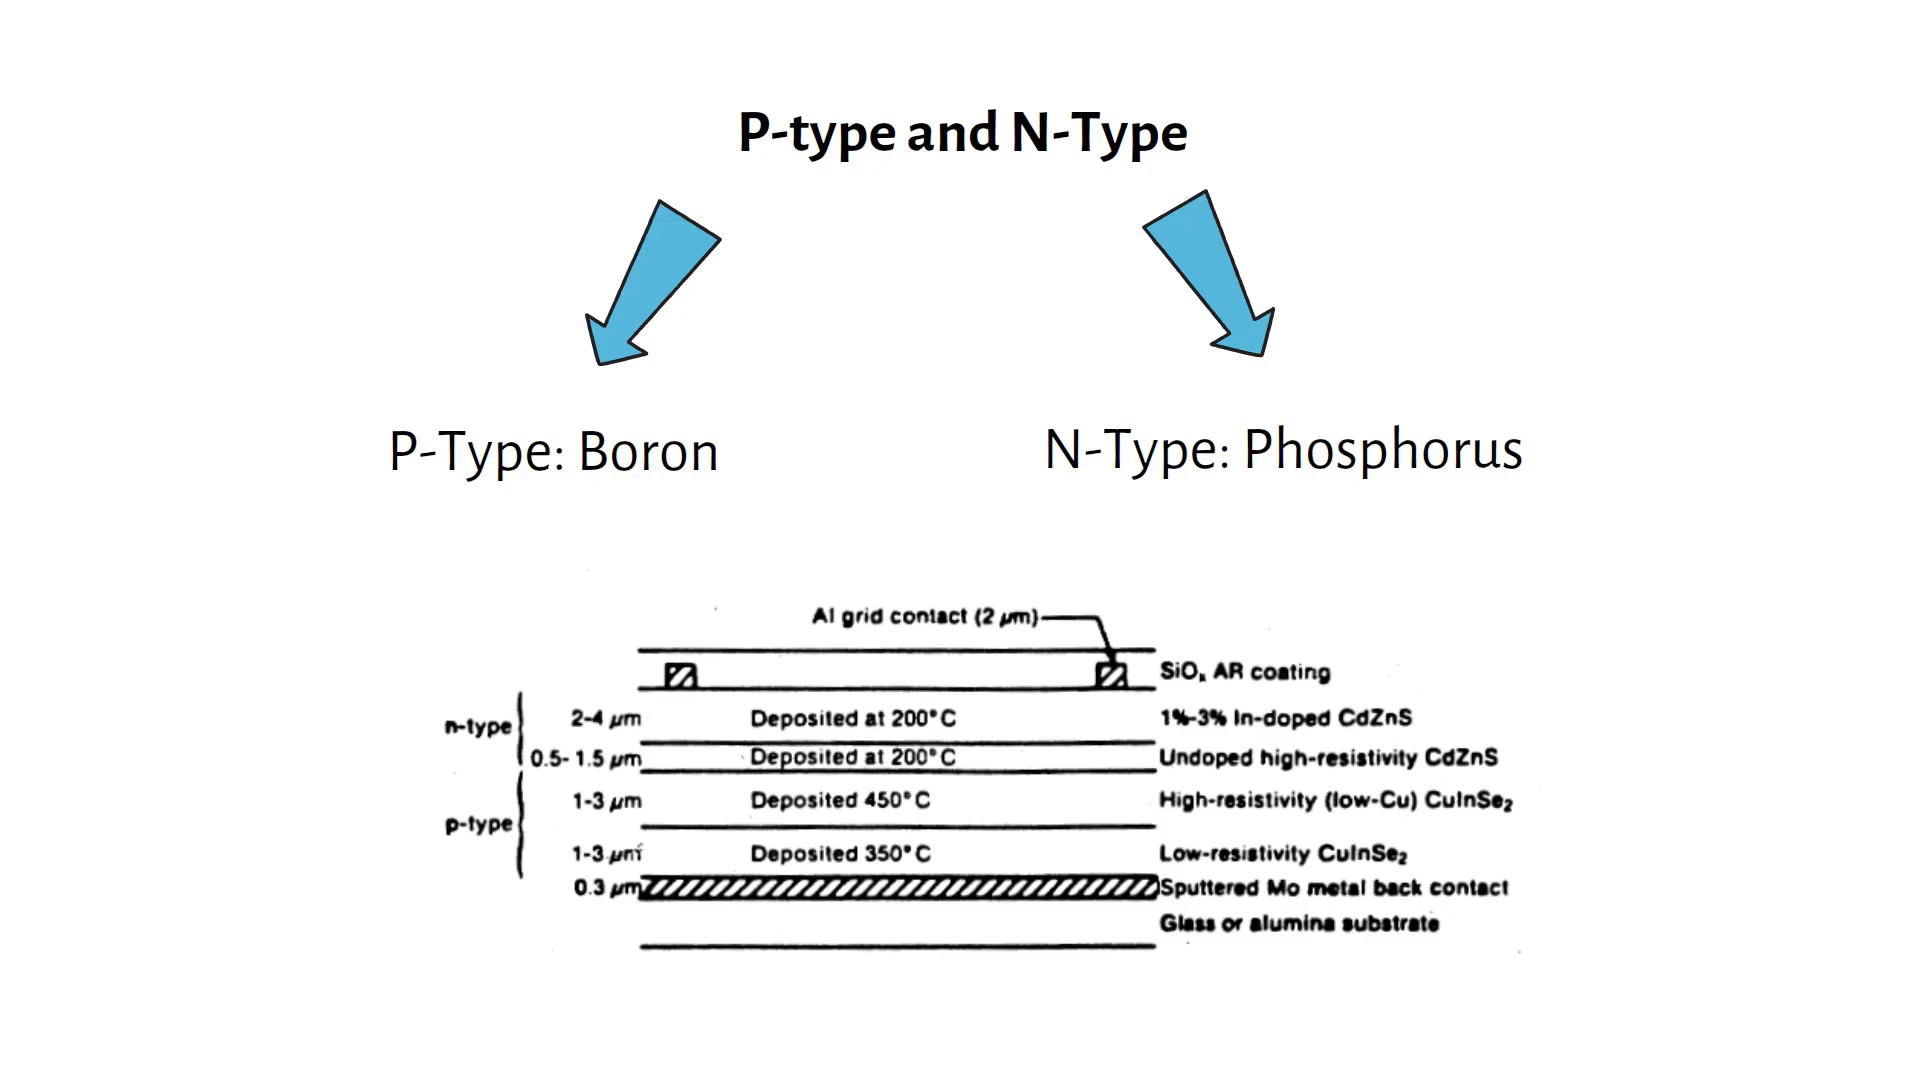 P-type and N-Type
P-Type: Boron
N-Type: Phosphorus
Al grid contact (2 μm)
SiOₓ AR coating
n-type
2-4 μm Deposited at 200°C 1%-3% In-doped CdZnS
0.5-1.5 μm Deposited at 200°C Undoped high-resistivity CdZnS
p-type
1-3 μm Deposited 450°C High-resistivity (low-Cu) CuInSe₂
1-3 μm Deposited 350°C Low-resistivity CuInSe₂
0.3 μm Sputtered Mo metal back contact
Glass or alumina substrate